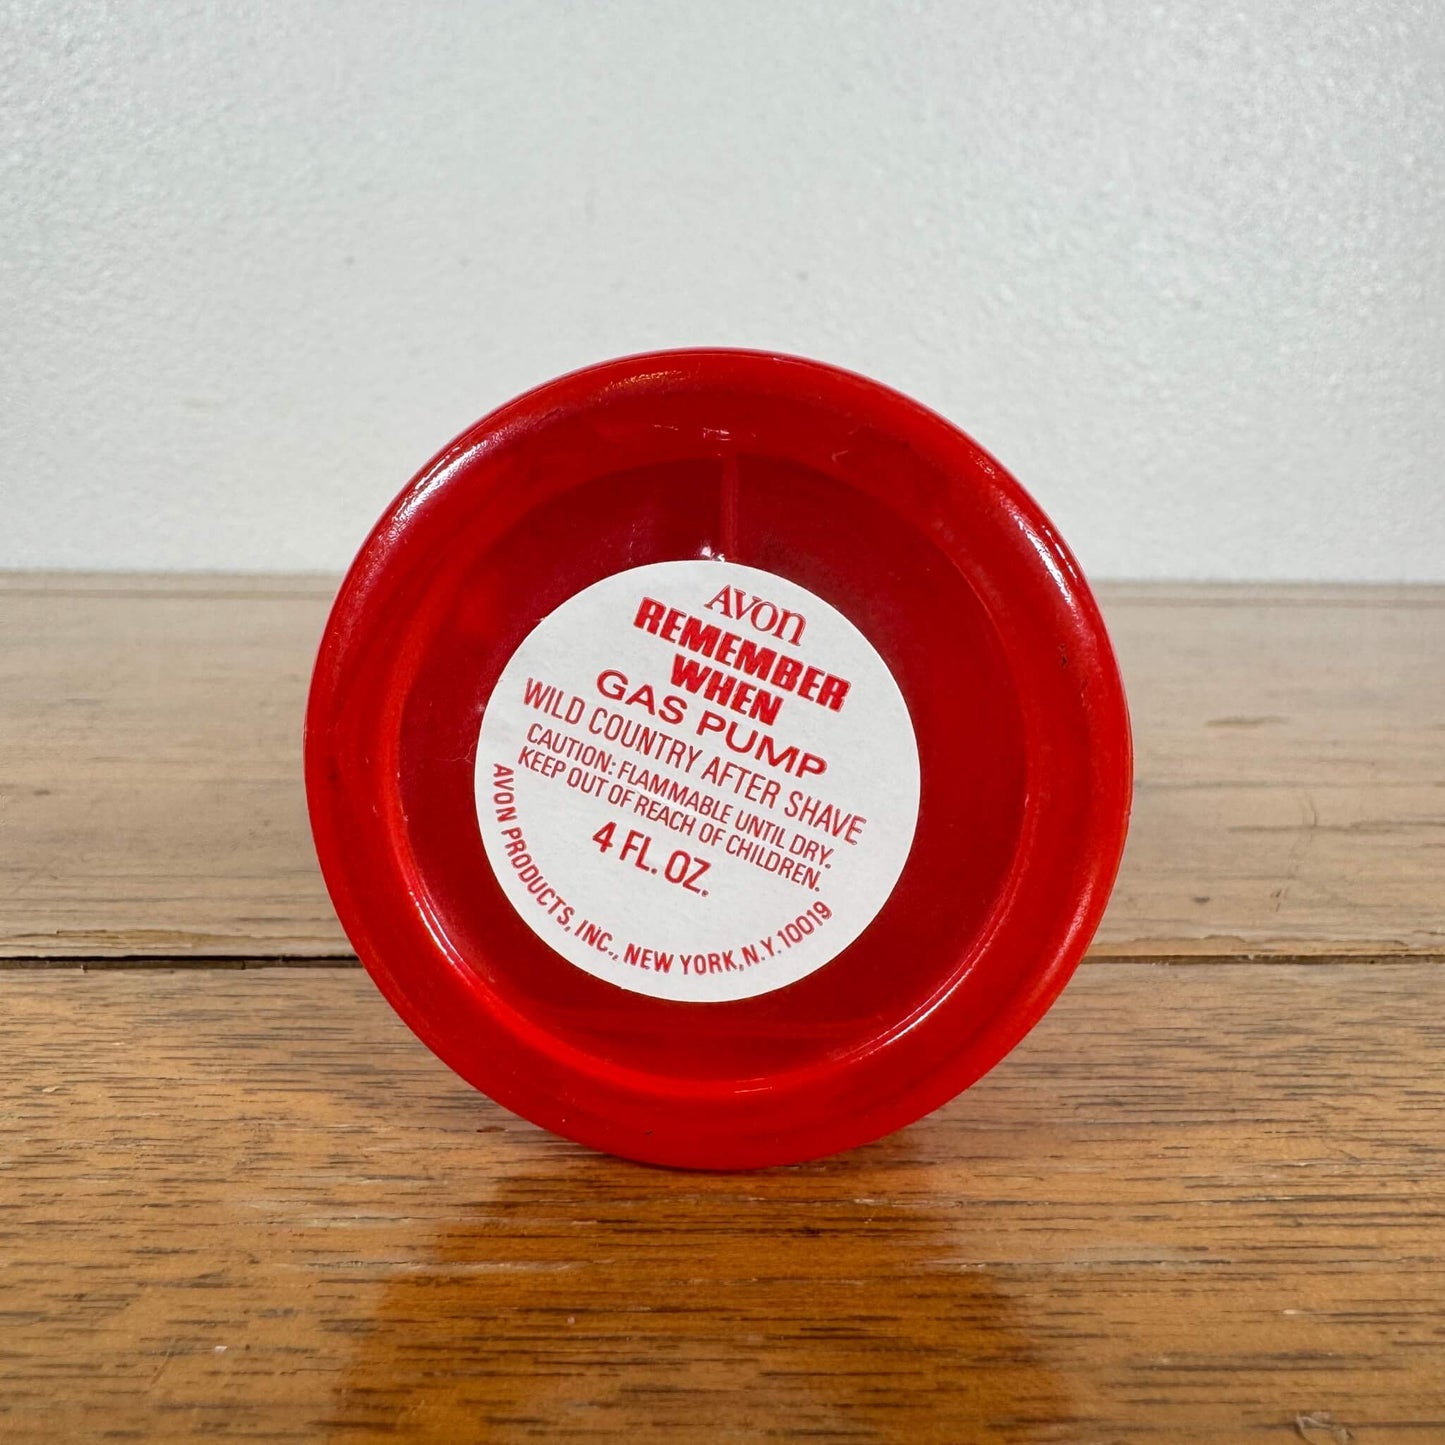 AVON
REMEMBER
WHEN
GAS PUMP
WILD COUNTRY AFTER SHAVE
CAUTION: FLAMMABLE UNTIL DRY.
KEEP OUT OF REACH OF CHILDREN.
4 FL. OZ.
AVON PRODUCTS, INC., NEW YORK, N.Y. 10019